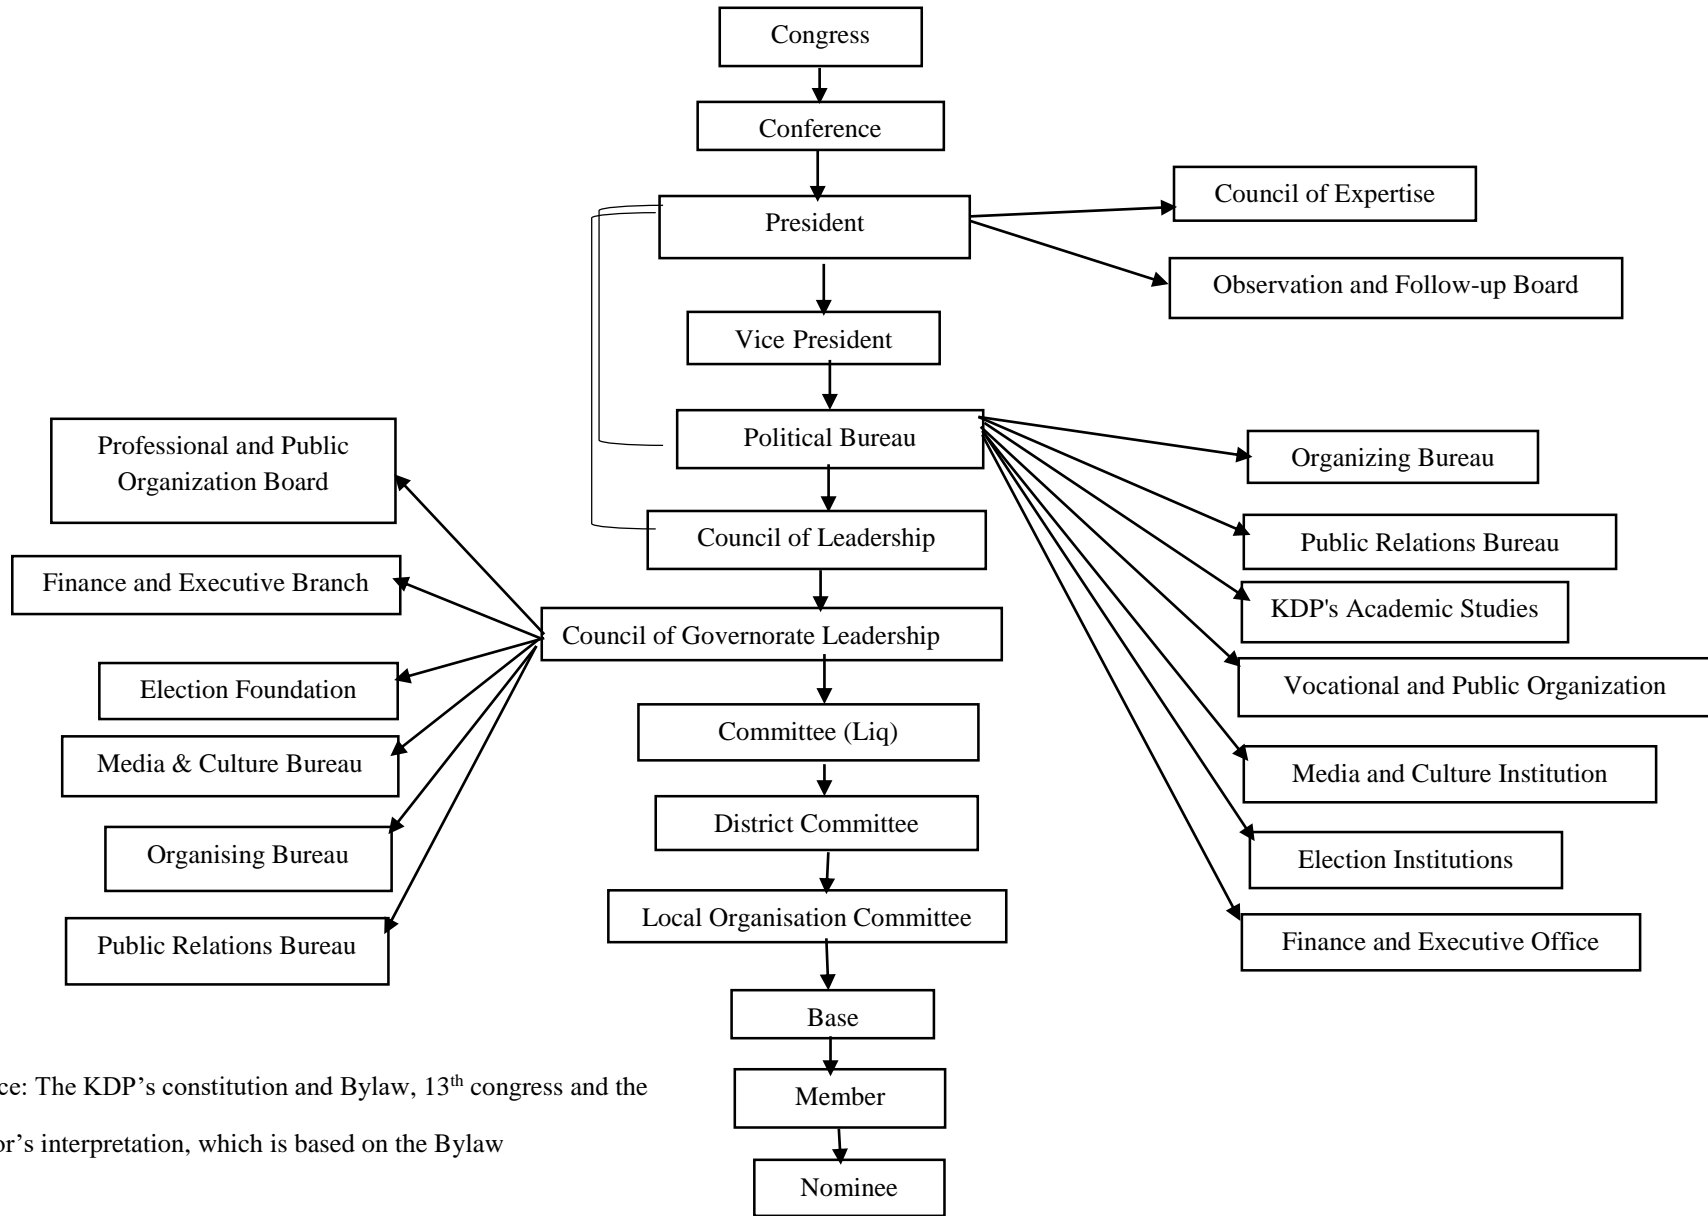 Congress
Conference
President
Council of Expertise
Observation and Follow-up Board
Vice President
Political Bureau
Council of Leadership
Council of Governorate Leadership
Committee (Liq)
District Committee
Local Organisation Committee
Base
Member
Nominee
Professional and Public
Organization Board
Finance and Executive Branch
Election Foundation
Media & Culture Bureau
Organising Bureau
Public Relations Bureau
Organizing Bureau
Public Relations Bureau
KDP's Academic Studies
Vocational and Public Organization
Media and Culture Institution
Election Institutions
Finance and Executive Office
ce: The KDP’s constitution and Bylaw, 13th congress and the
or’s interpretation, which is based on the Bylaw